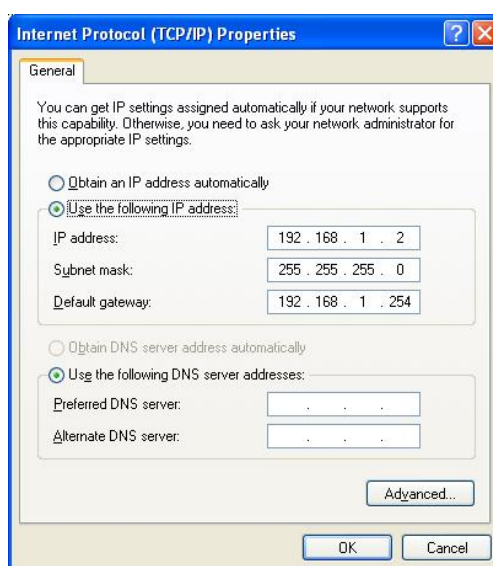 Internet Protocol (TCP/IP) Properties
General
You can get IP settings assigned automatically if your network supports
this capability. Otherwise, you need to ask your network administrator for
the appropriate IP settings.
Obtain an IP address automatically
Use the following IP address:
IP address: 192 . 168 . 1 . 2
Subnet mask: 255 . 255 . 255 . 0
Default gateway: 192 . 168 . 1 . 254
Obtain DNS server address automatically
Use the following DNS server addresses:
Preferred DNS server: . . .
Alternate DNS server: . . .
Advanced...
OK Cancel